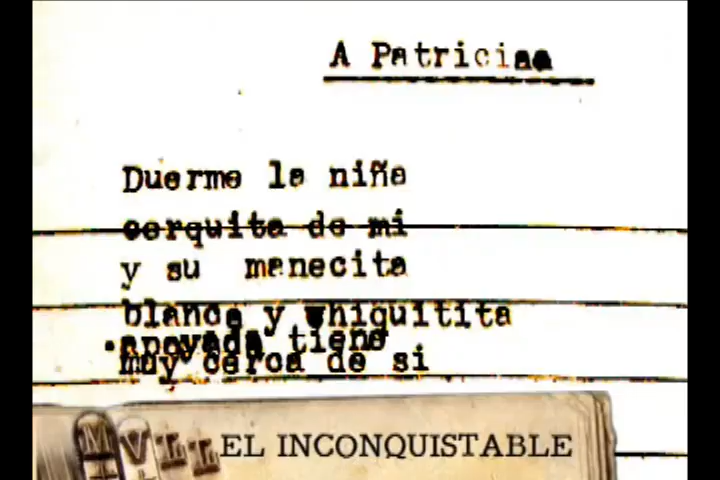 A Patricia
Duerme la niña
cerquita de mi
y su manecita
blanca y chiquitita
apoyada tiene
muy cerca de si
EL INCONQUISTABLE